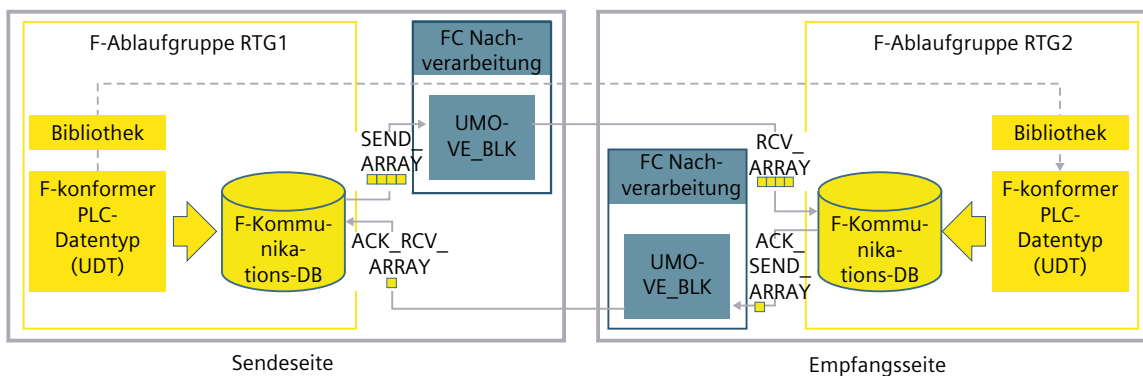 F-Ablaufgruppe RTG1
Bibliothek
F-konformer
PLC-
Datentyp
(UDT)
F-Kommu-
nika-
tions-DB
SEND_
ARRAY
ACK_RCV_
ARRAY
FC Nach-
verarbeitung
UMO-
VE_BLK
Sendeseite
F-Ablaufgruppe RTG2
FC Nach-
verarbeitung
UMO-
VE_BLK
RCV_
ARRAY
ACK_
SEND_
ARRAY
F-Kommu-
nika-
tions-DB
Bibliothek
F-konformer
PLC-
Datentyp
(UDT)
Empfangsseite